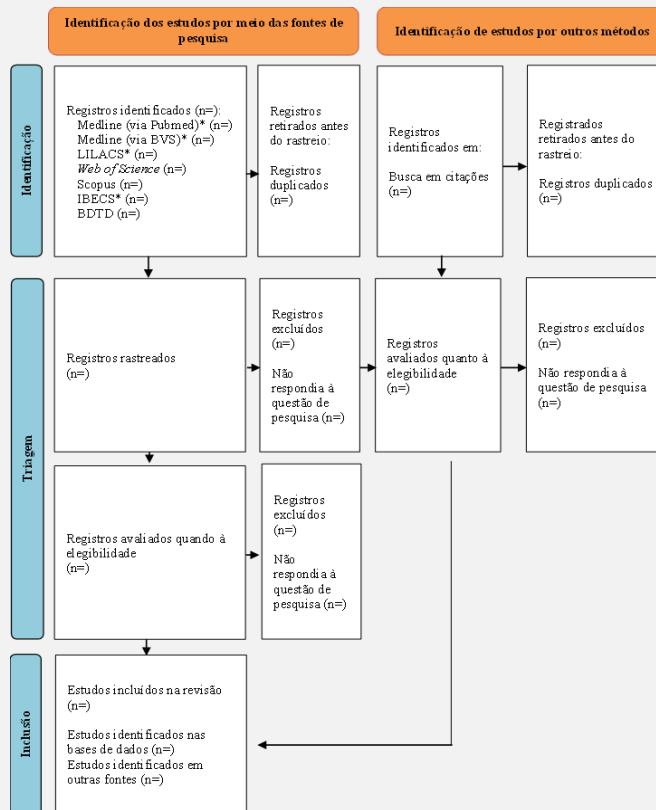 Identificação dos estudos por meio das fontes de
pesquisa
Identificação de estudos por outros métodos
Identificação
Registros identificados (n=):
Medline (via Pubmed)* (n=)
Medline (via BVS)* (n=)
LILACS* (n=)
Web of Science (n=)
Scopus (n=)
IBECS* (n=)
BDTD (n=)
Registros
retirados antes
do rastreio:
Registros
duplicados
(n=)
Registros
identificados em:
Busca em citações
(n=)
Registrados
retirados antes do
rastreio:
Registros duplicados
(n=)
Triagem
Registros rastreados
(n=)
Registros
excluídos
(n=)
Não
respondia à
questão de
pesquisa (n=)
Registros
avaliados quanto à
elegibilidade
(n=)
Registros excluídos
(n=)
Não respondia à
questão de pesquisa
(n=)
Registros avaliados quando à
elegibilidade
(n=)
Registros
excluídos
(n=)
Não
respondia à
questão de
pesquisa (n=)
Inclusão
Estudos incluídos na revisão
(n=)
Estudos identificados nas
bases de dados (n=)
Estudos identificados em
outras fontes (n=)